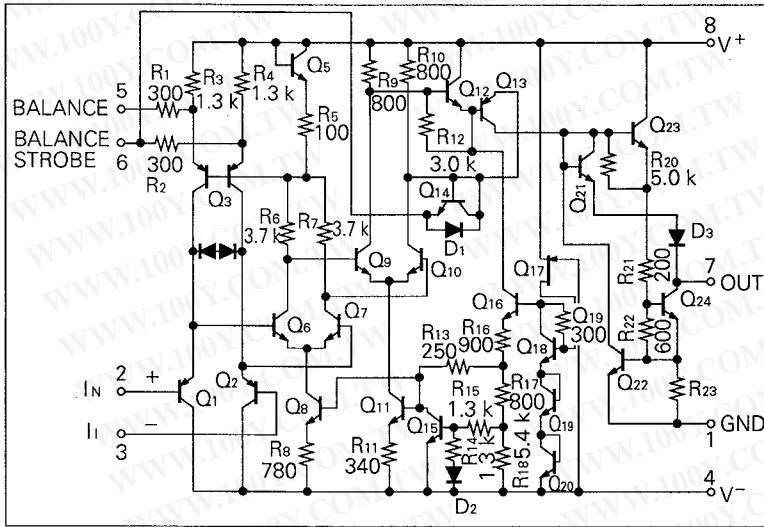 WWW.100Y.COM.TW
8 V+
5
BALANCE
BALANCE
STROBE
6
R1
300
R3
1.3 k
R4
1.3 k
300
R2
Q3
Q5
R5
100
R9
800
R10
800
Q12
Q13
R12
3.0 k
Q14
D1
Q23
R20
5.0 k
Q21
D3
R6
3.7 k
R7
3.7 k
Q9
Q10
Q17
R21
200
7
OUT
Q24
Q6
Q7
Q16
R16
900
Q19
300
Q18
R22
600
R13
250
R15
1.3 k
R17
800
Q22
R23
2 +
IN
Q1
Q2
II −
3
Q8
Q11
Q15
R8
780
R11
340
R14
1.3 k
D2
R18
5.4 k
Q19
Q20
GND
1
4
V−